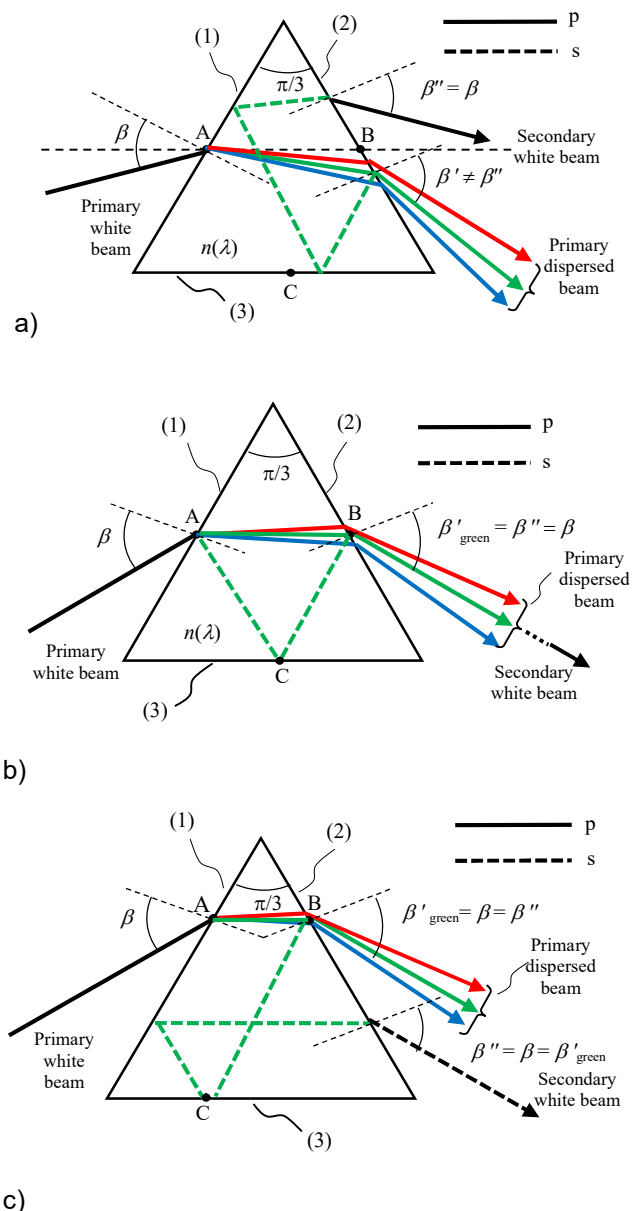 (1)
(2)
p
s
π/3
β'' = β
β
A
B
Secondary
white beam
β ' ≠ β''
Primary
white
beam
n(λ)
Primary
dispersed
beam
C
(3)
a)
(1)
(2)
p
s
π/3
A
B
β
β'green = β'' = β
Primary
dispersed
beam
n(λ)
Primary
white beam
Secondary
white beam
C
(3)
b)
(1)
(2)
p
s
π/3
A
B
β
β 'green= β = β''
Primary
dispersed
beam
Primary
white
beam
β'' = β = β'green
Secondary
white beam
C
(3)
c)